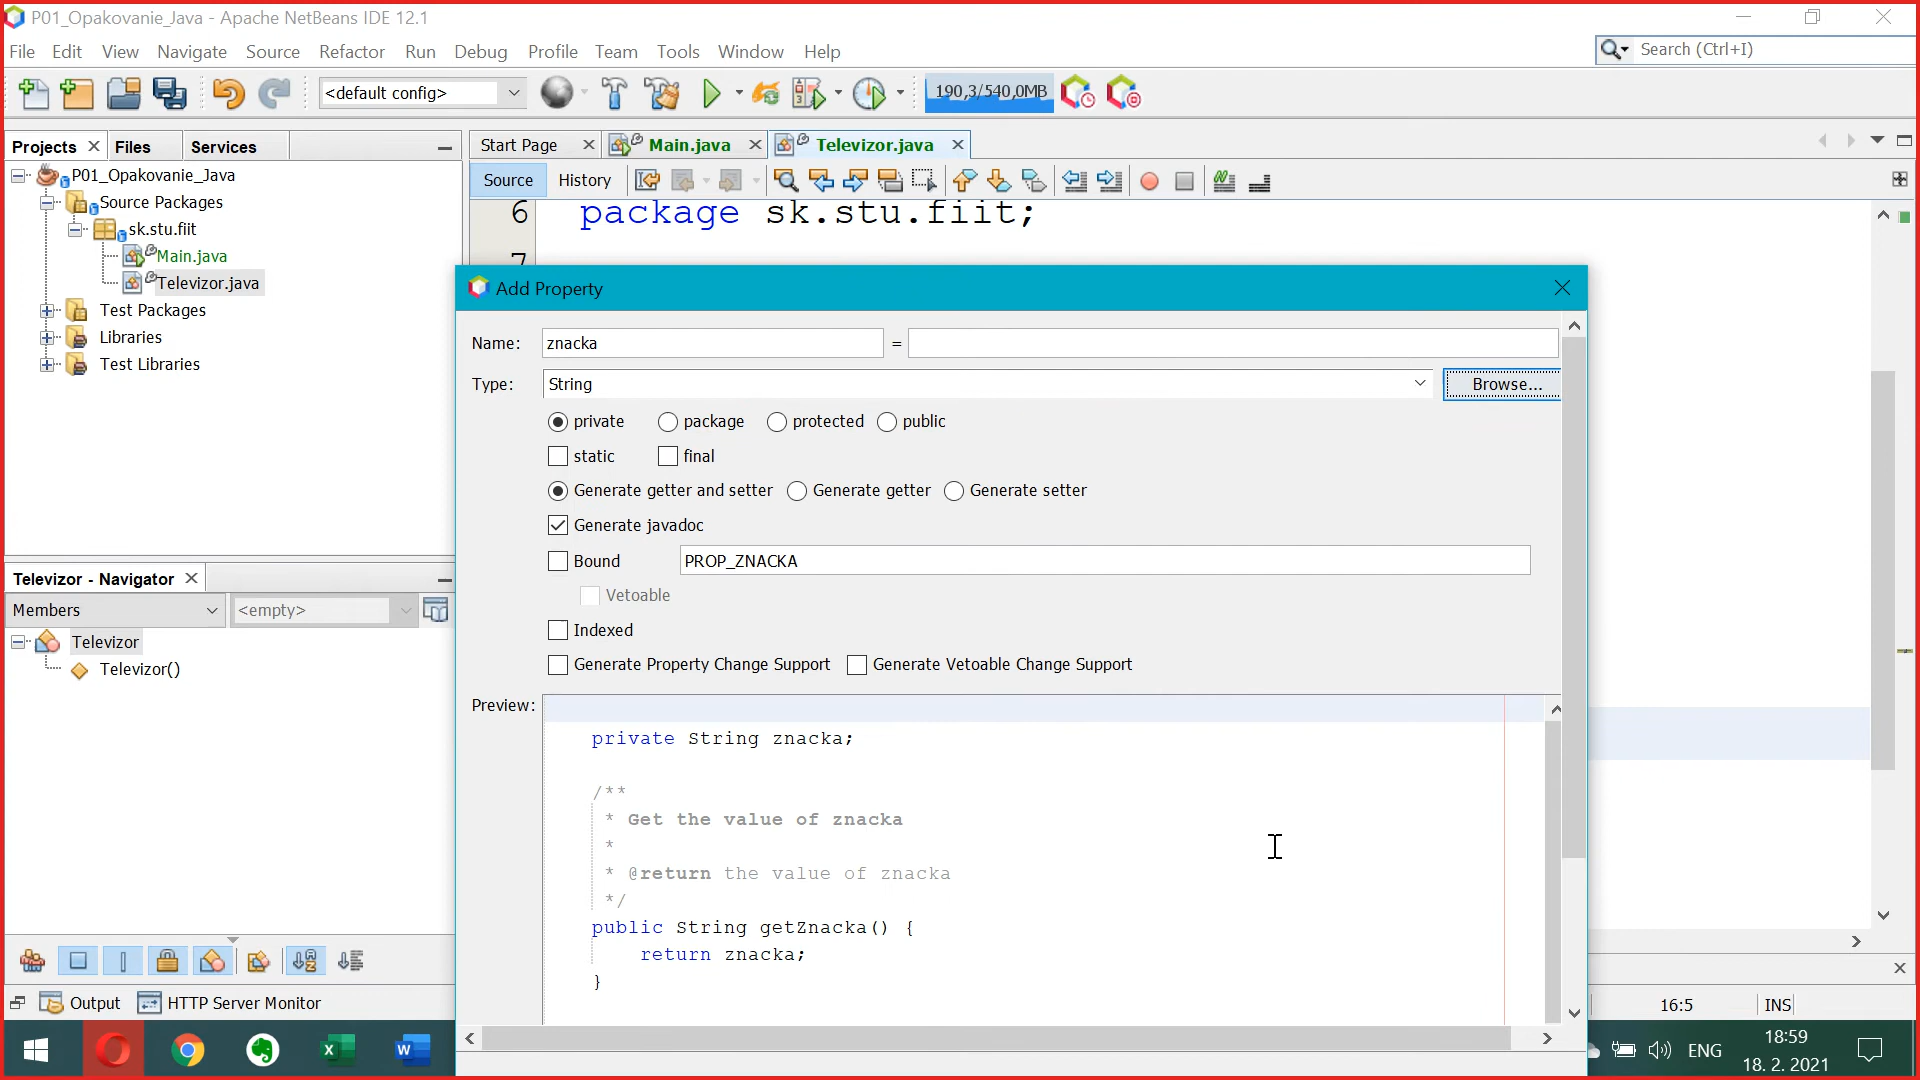 P01_Opakovanie_Java - Apache NetBeans IDE 12.1
File Edit View Navigate Source Refactor Run Debug Profile Team Tools Window Help
Search (Ctrl+I)
<default config>
190,3/540,0MB
Projects Files Services
Start Page Main.java Televizor.java
Source History
P01_Opakovanie_Java
Source Packages
sk.stu.fiit
Main.java
Televizor.java
Test Packages
Libraries
Test Libraries
6 package sk.stu.fiit;
7
Add Property
Name: znacka =
Type: String Browse...
private package protected public
static final
Generate getter and setter Generate getter Generate setter
Generate javadoc
Bound PROP_ZNACKA
Vetoable
Indexed
Generate Property Change Support Generate Vetoable Change Support
Preview:
private String znacka;
/**
* Get the value of znacka
*
* @return the value of znacka
*/
public String getZnacka() {
return znacka;
}
Televizor - Navigator
Members <empty>
Televizor
Televizor()
Output HTTP Server Monitor
16:5 INS
ENG
18:59
18. 2. 2021